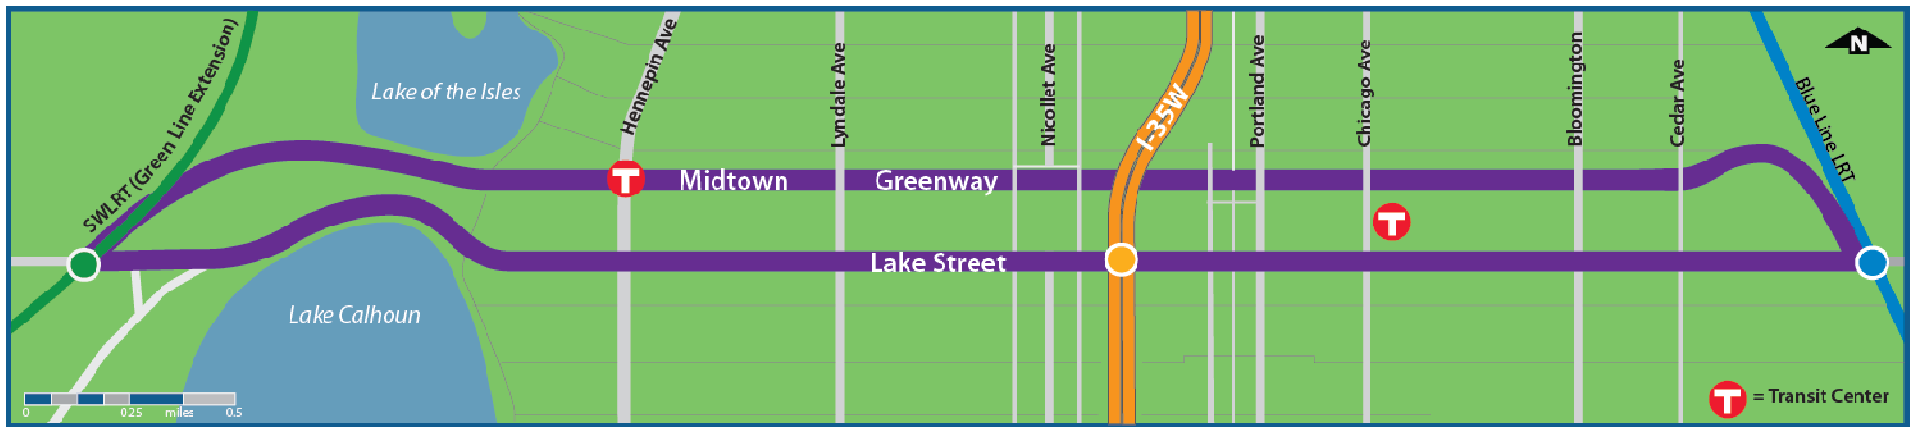 SWLRT (Green Line Extension)
Lake of the Isles
Hennepin Ave
Lyndale Ave
Nicollet Ave
I-35W
Portland Ave
Chicago Ave
Bloomington
Cedar Ave
Blue Line LRT
N
T
Midtown Greenway
T
Lake Street
Lake Calhoun
0 0.25 miles 0.5
T = Transit Center